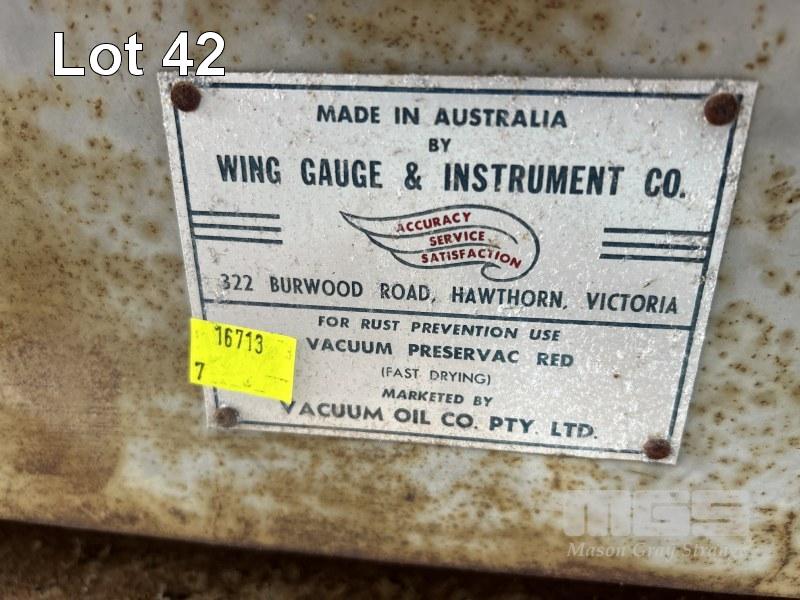 Lot 42
MADE IN AUSTRALIA
BY
WING GAUGE & INSTRUMENT CO.
ACCURACY
SERVICE
SATISFACTION
322 BURWOOD ROAD, HAWTHORN, VICTORIA
FOR RUST PREVENTION USE
VACUUM PRESERVAC RED
(FAST DRYING)
MARKETED BY
VACUUM OIL CO. PTY. LTD.
16713
7
MGS
Mason Gray Strange